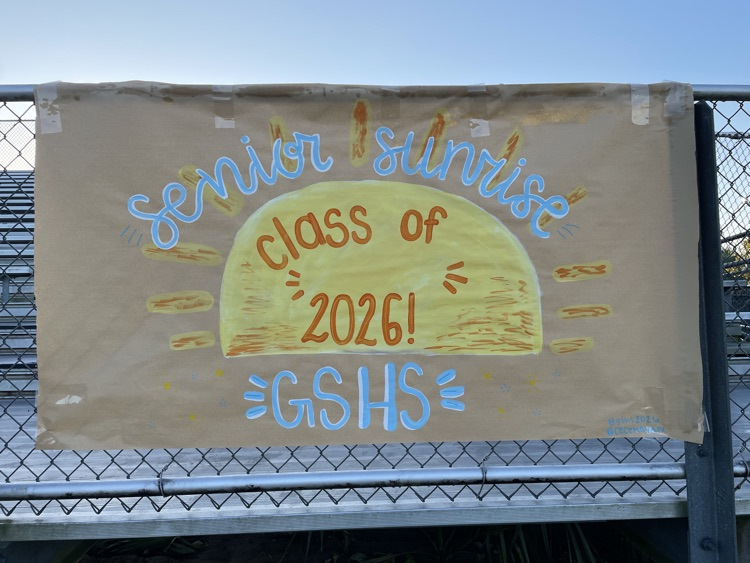 senior sunrise
class of
2026!
GSHS